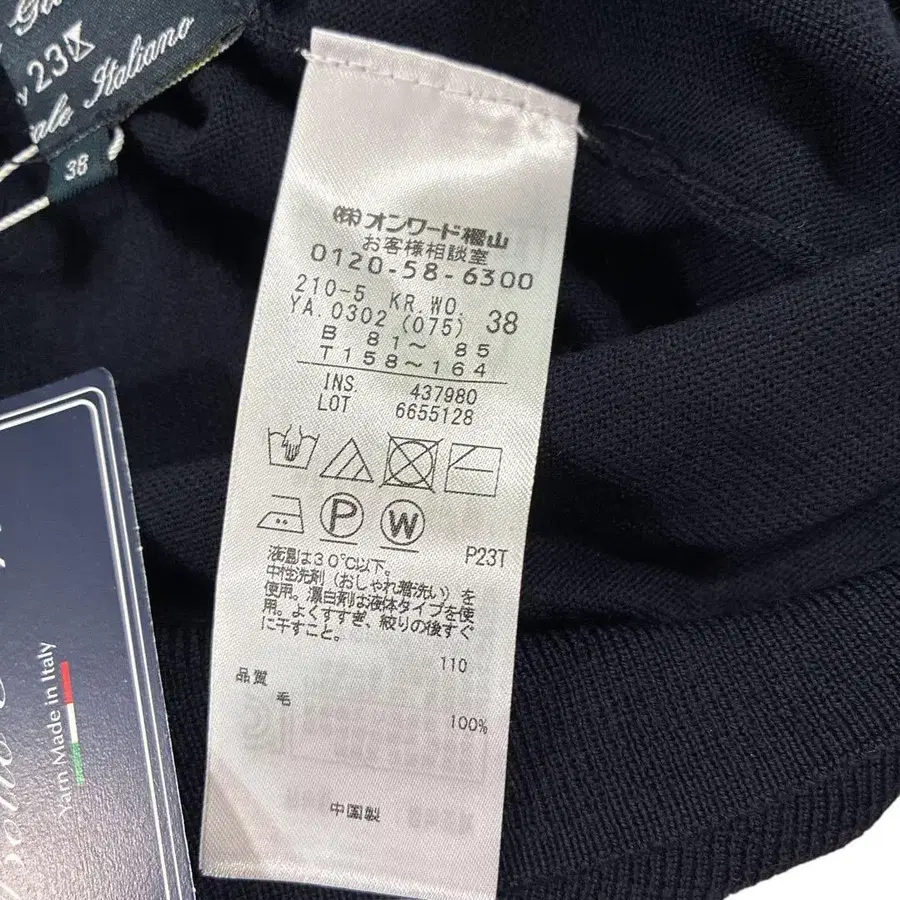 23区
ale Italiano
38
(株)オンワード樫山
お客様相談室
0120-58-6300
210-5 KR.WO.
YA.0302 (075) 38
B 81～ 85
T 158～164
INS. 437980
LOT 6655128
P W
P23T
液温は30℃以下。
中性洗剤（おしゃれ着洗い）を
使用。漂白剤は液体タイプを使
用。よくすすぎ、絞りの後すぐ
に干すこと。
110
品質
毛
100%
中国製
Yarn Made in Italy